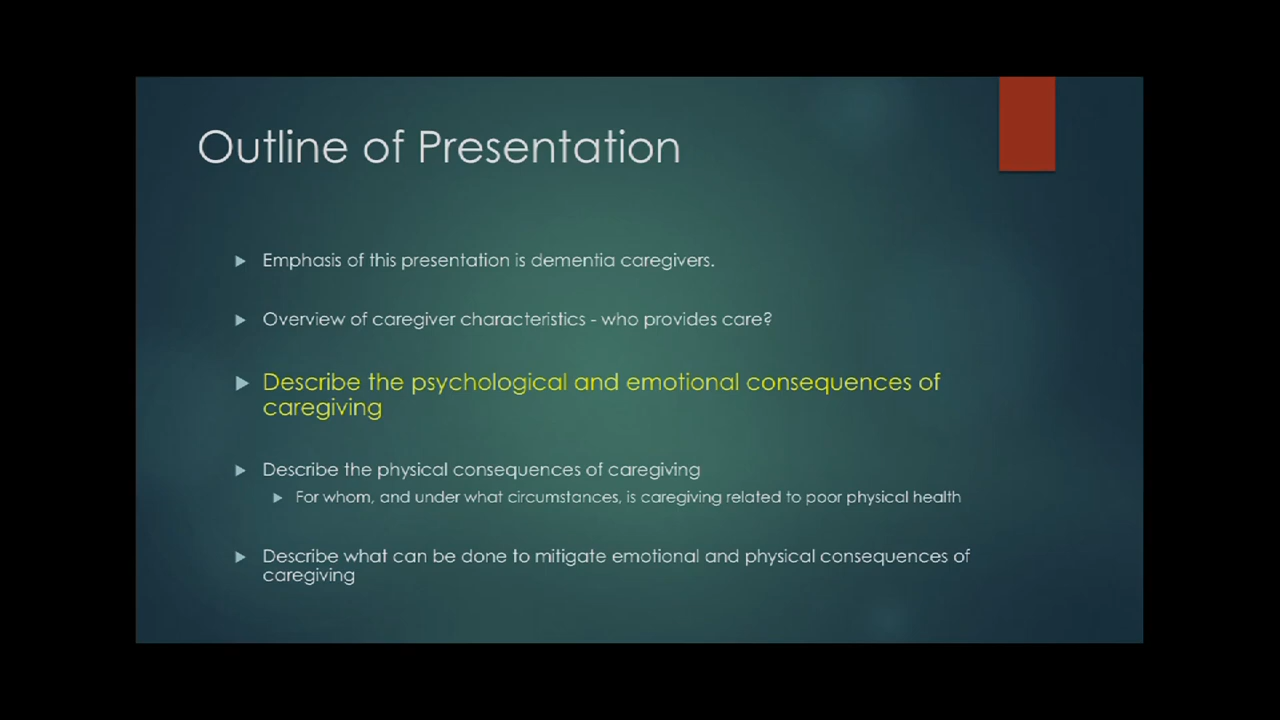 Outline of Presentation
Emphasis of this presentation is dementia caregivers.
Overview of caregiver characteristics - who provides care?
Describe the psychological and emotional consequences of
caregiving
Describe the physical consequences of caregiving
For whom, and under what circumstances, is caregiving related to poor physical health
Describe what can be done to mitigate emotional and physical consequences of
caregiving